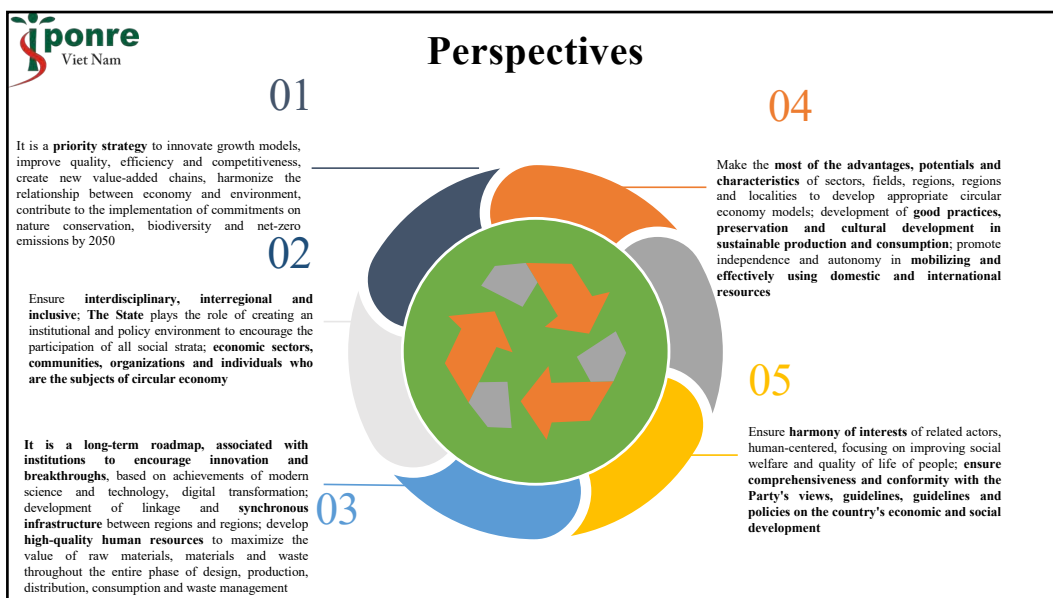 iponre
Viet Nam
Perspectives
01
It is a priority strategy to innovate growth models,
improve quality, efficiency and competitiveness,
create new value-added chains, harmonize the
relationship between economy and environment,
contribute to the implementation of commitments on
nature conservation, biodiversity and net-zero
emissions by 2050
02
Ensure interdisciplinary, interregional and
inclusive; The State plays the role of creating an
institutional and policy environment to encourage the
participation of all social strata; economic sectors,
communities, organizations and individuals who
are the subjects of circular economy
03
It is a long-term roadmap, associated with
institutions to encourage innovation and
breakthroughs, based on achievements of modern
science and technology, digital transformation;
development of linkage and synchronous
infrastructure between regions and regions; develop
high-quality human resources to maximize the
value of raw materials, materials and waste
throughout the entire phase of design, production,
distribution, consumption and waste management
04
Make the most of the advantages, potentials and
characteristics of sectors, fields, regions, regions
and localities to develop appropriate circular
economy models; development of good practices,
preservation and cultural development in
sustainable production and consumption; promote
independence and autonomy in mobilizing and
effectively using domestic and international
resources
05
Ensure harmony of interests of related actors,
human-centered, focusing on improving social
welfare and quality of life of people; ensure
comprehensiveness and conformity with the
Party's views, guidelines, guidelines and
policies on the country's economic and social
development